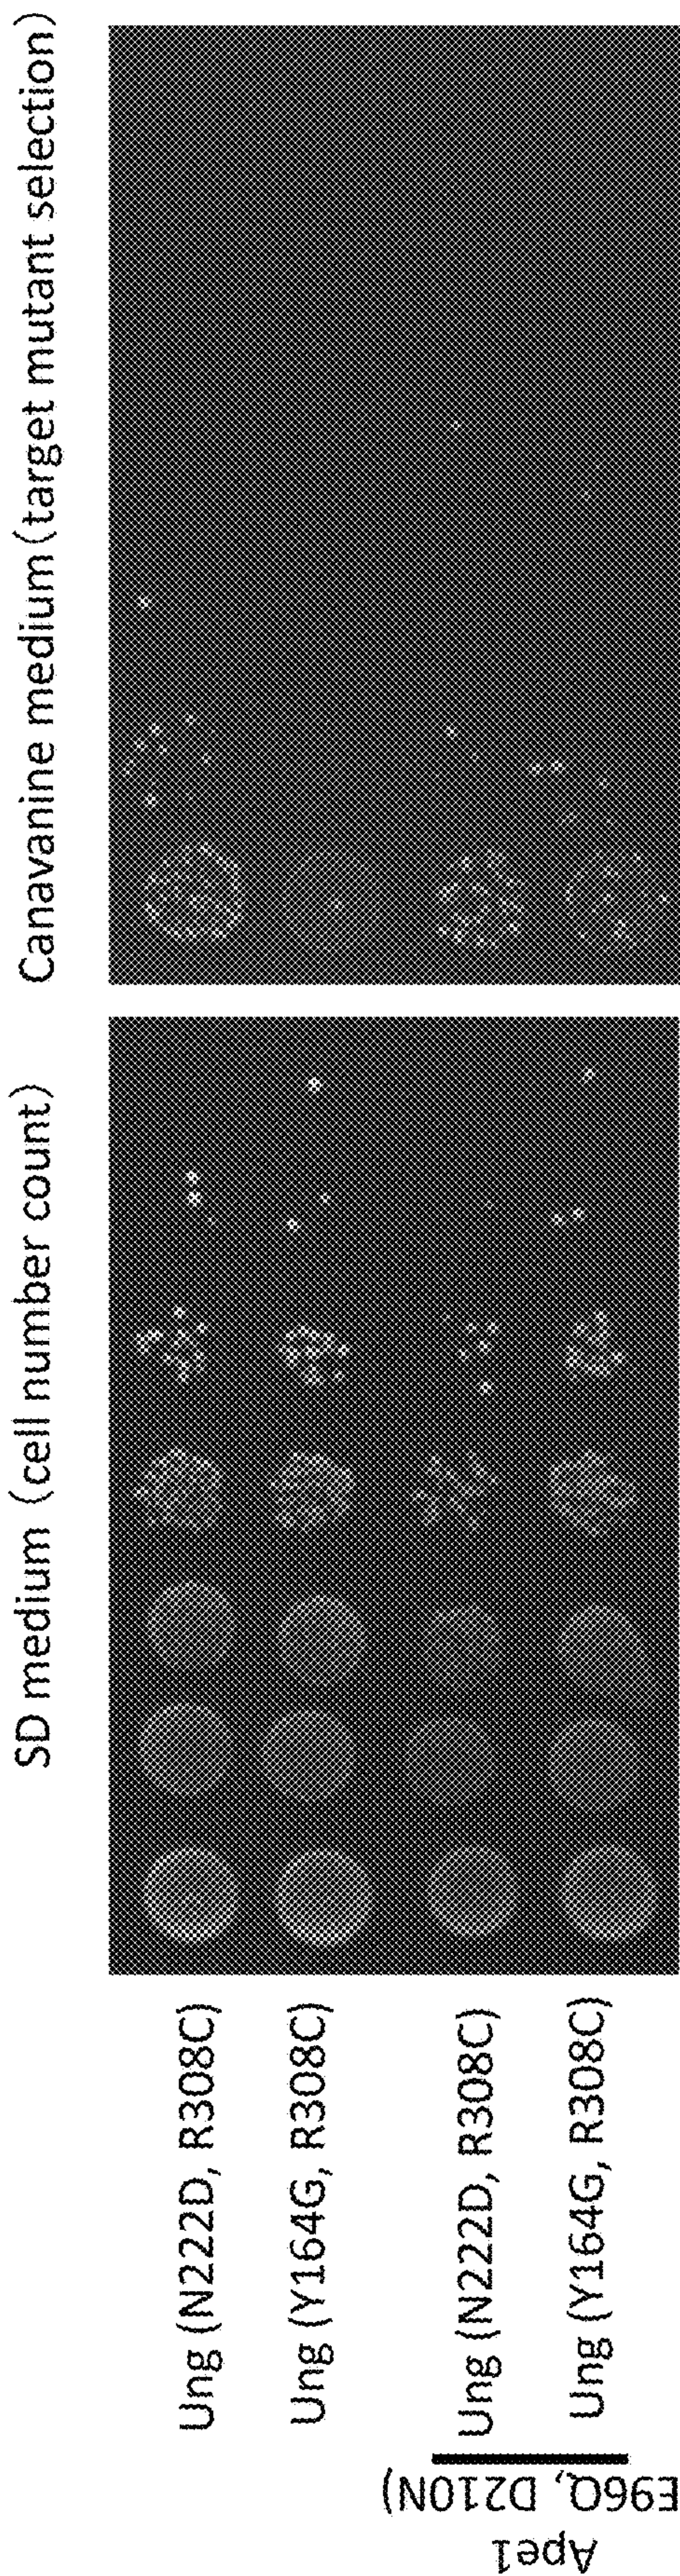 SD medium (cell number count)
Canavanine medium (target mutant selection)
Ung (N222D, R308C)
Ung (Y164G, R308C)
Ung (N222D, R308C)
Ung (Y164G, R308C)
Ape1
E96Q, D210N)